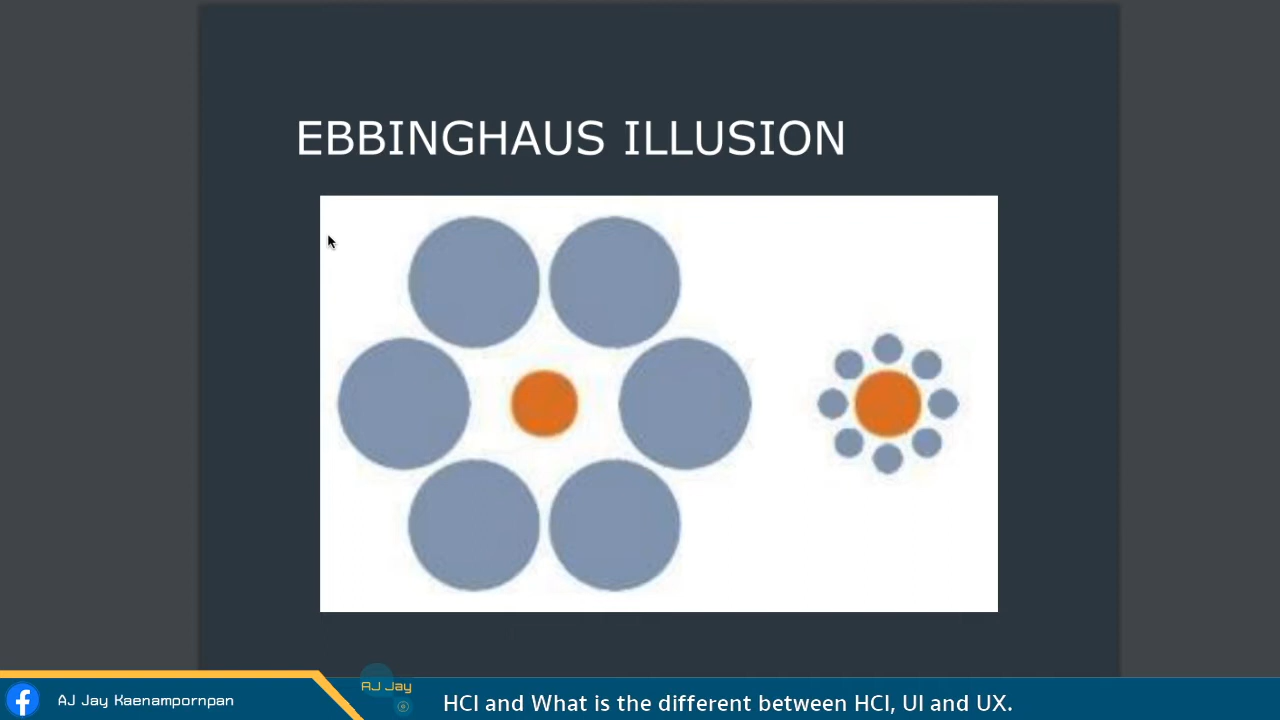 EBBINGHAUS ILLUSION
AJ Jay
AJ Jay Kaenampornpan
HCI and What is the different between HCI, UI and UX.